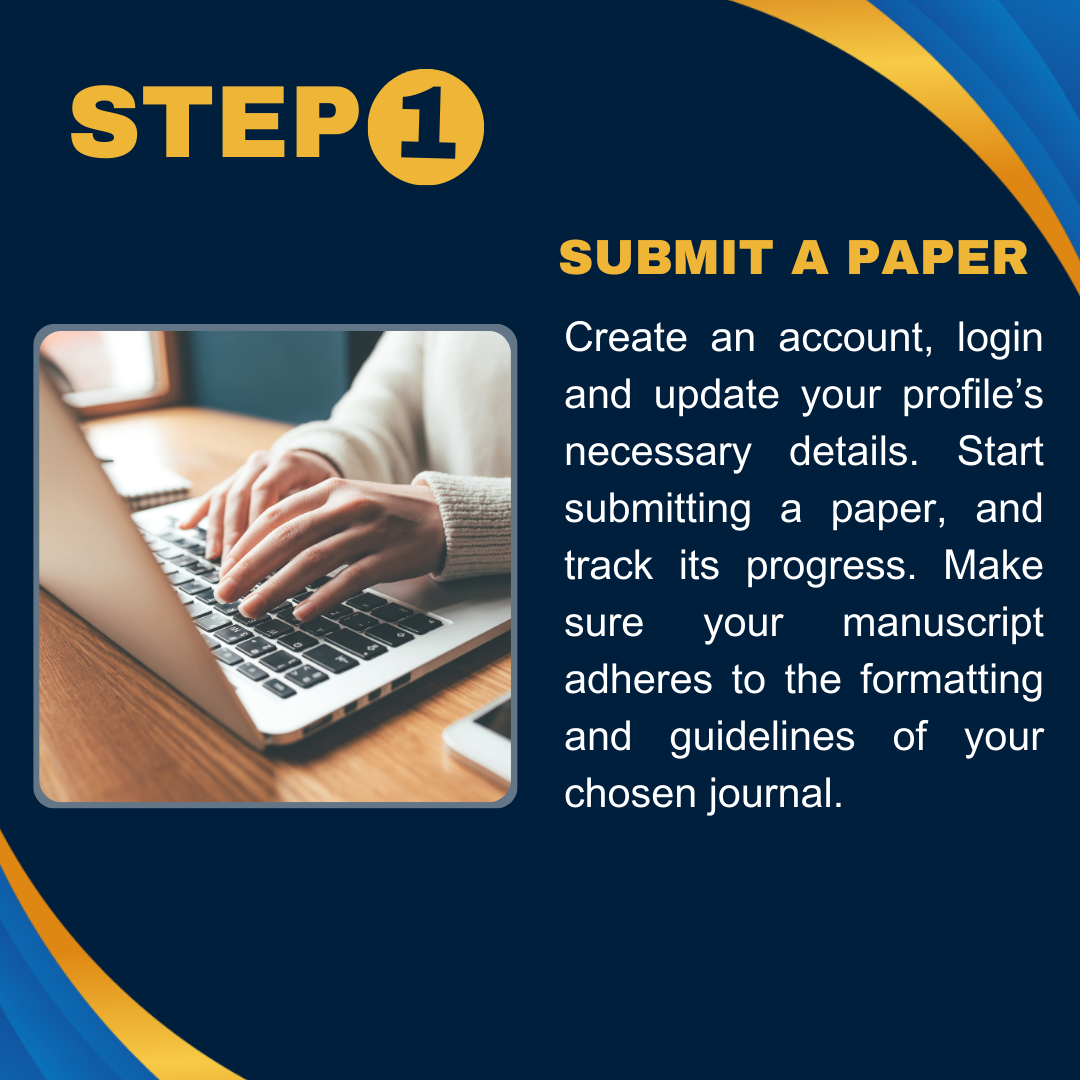 STEP 1
SUBMIT A PAPER
Create an account, login
and update your profile’s
necessary details. Start
submitting a paper, and
track its progress. Make
sure your manuscript
adheres to the formatting
and guidelines of your
chosen journal.